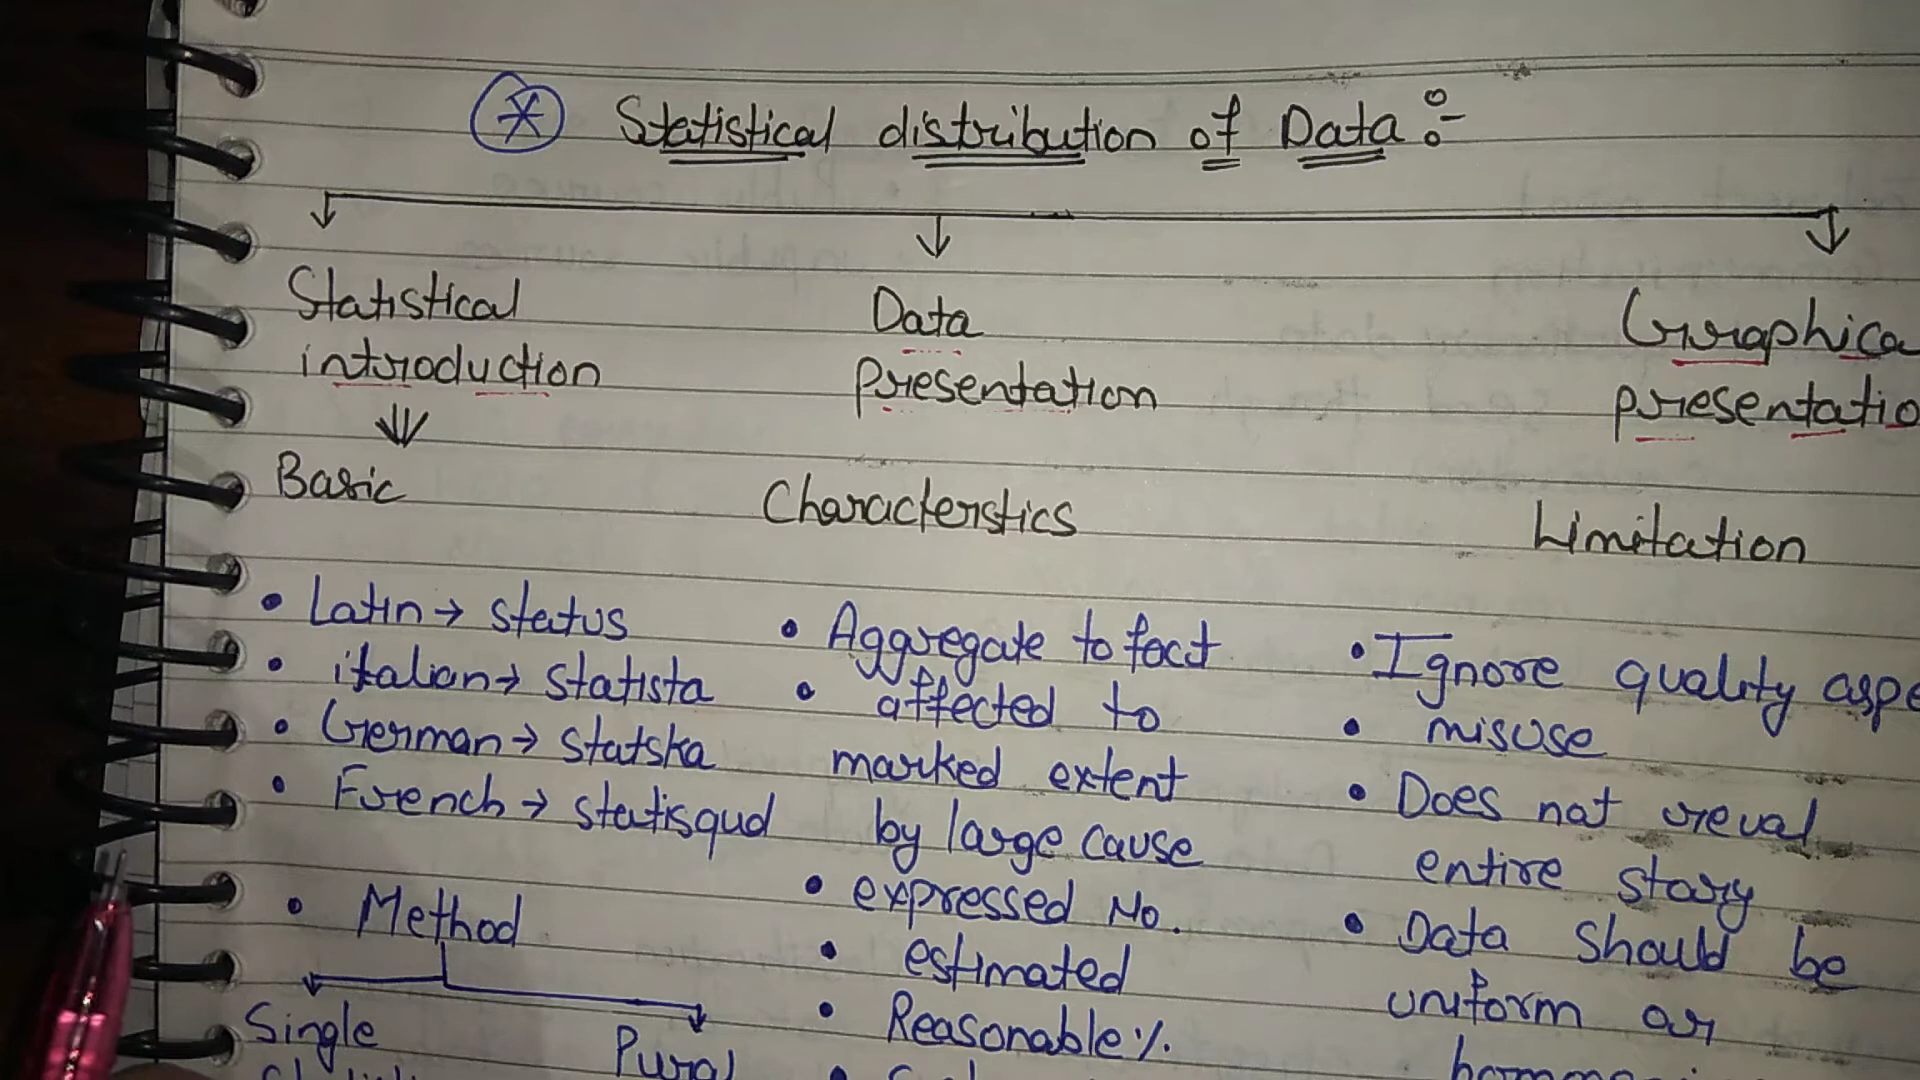 Statistical distribution of Data :-
Statistical introduction
Data presentation
Graphica
presentatio
Basic
Characterstics
Limitation
• Latin → status
• italian → statista
• German → statska
• French → statisqud
• Method
Single
Pural
• Aggregate to fact
• affected to
marked extent
by large cause
• expressed No.
• estimated
• Reasonable %.
• Ignore quality aspe
• misuse
• Does not reval
entire story
• Data should be
uniform or